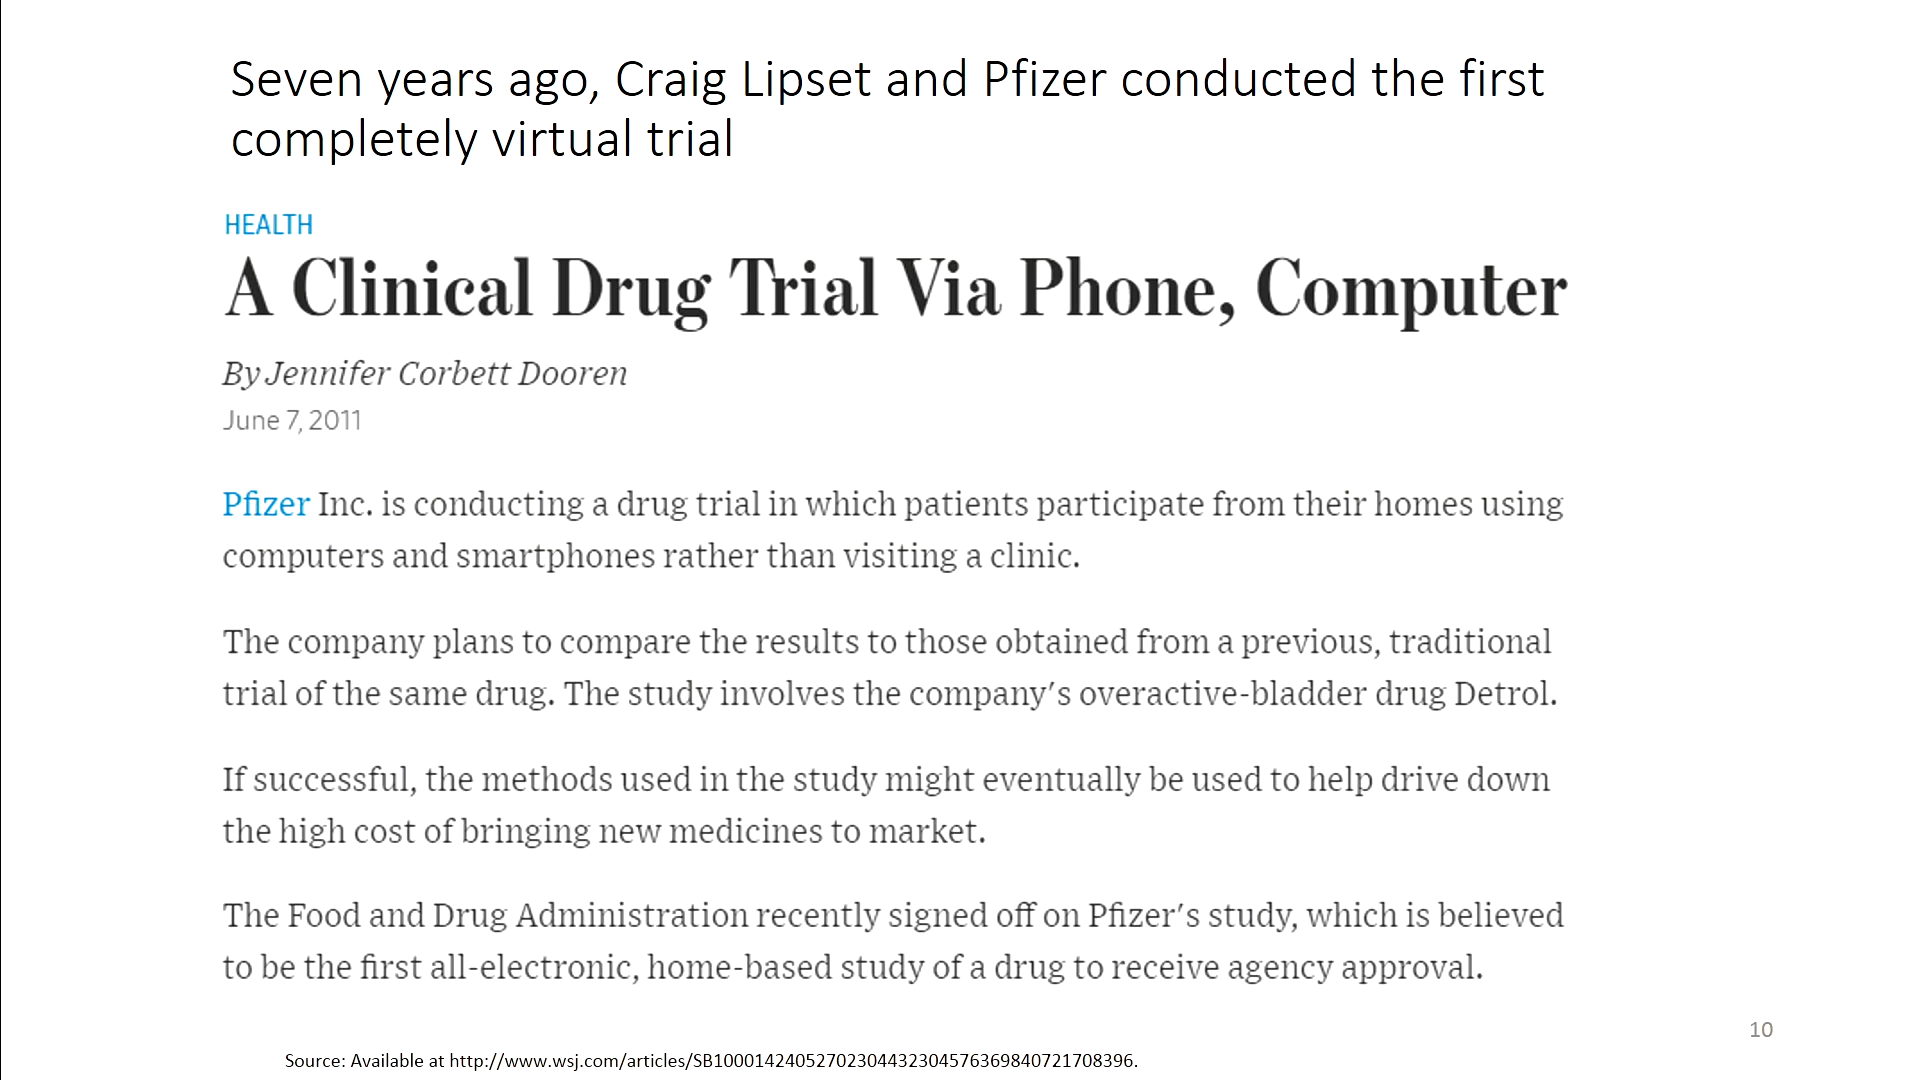 Seven years ago, Craig Lipset and Pfizer conducted the first
completely virtual trial
HEALTH
A Clinical Drug Trial Via Phone, Computer
By Jennifer Corbett Dooren
June 7, 2011
Pfizer Inc. is conducting a drug trial in which patients participate from their homes using
computers and smartphones rather than visiting a clinic.
The company plans to compare the results to those obtained from a previous, traditional
trial of the same drug. The study involves the company's overactive-bladder drug Detrol.
If successful, the methods used in the study might eventually be used to help drive down
the high cost of bringing new medicines to market.
The Food and Drug Administration recently signed off on Pfizer's study, which is believed
to be the first all-electronic, home-based study of a drug to receive agency approval.
10
Source: Available at http://www.wsj.com/articles/SB10001424052702304432304576369840721708396.